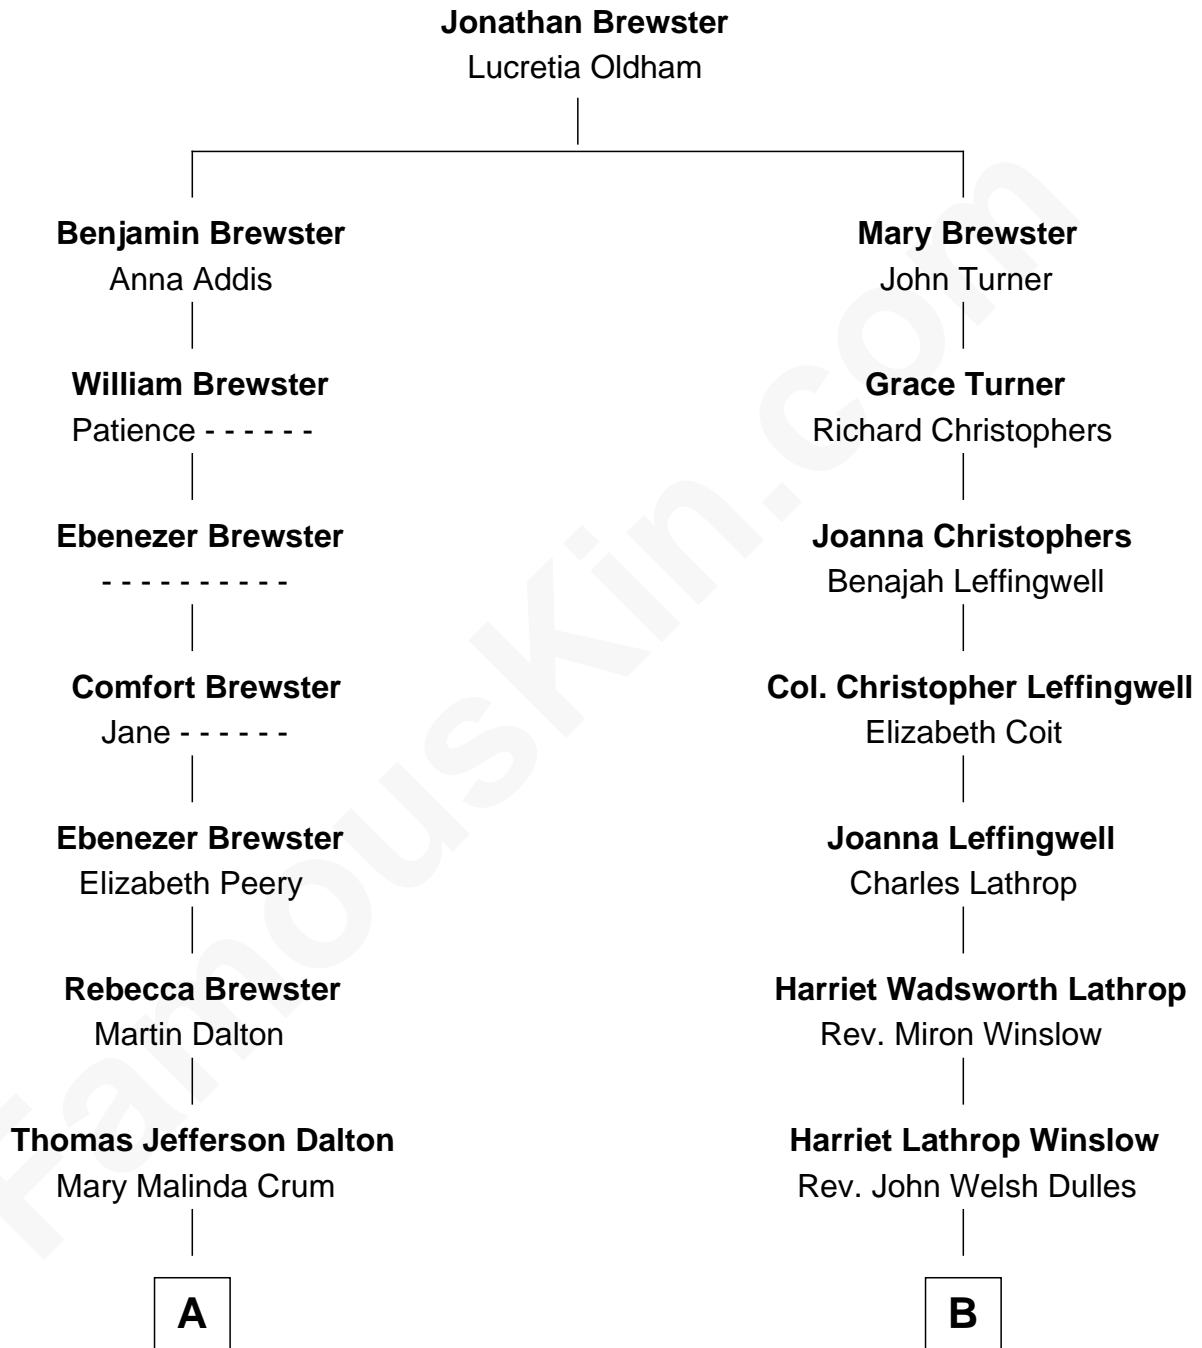 Jonathan Brewster
Lucretia Oldham
Benjamin Brewster
Anna Addis
Mary Brewster
John Turner
William Brewster
Patience - - - - - -
Grace Turner
Richard Christophers
Ebenezer Brewster
- - - - - - - - - -
Joanna Christophers
Benajah Leffingwell
Comfort Brewster
Jane - - - - - -
Col. Christopher Leffingwell
Elizabeth Coit
Ebenezer Brewster
Elizabeth Peery
Joanna Leffingwell
Charles Lathrop
Rebecca Brewster
Martin Dalton
Harriet Wadsworth Lathrop
Rev. Miron Winslow
Thomas Jefferson Dalton
Mary Malinda Crum
Harriet Lathrop Winslow
Rev. John Welsh Dulles
A
B
FamousKin.com